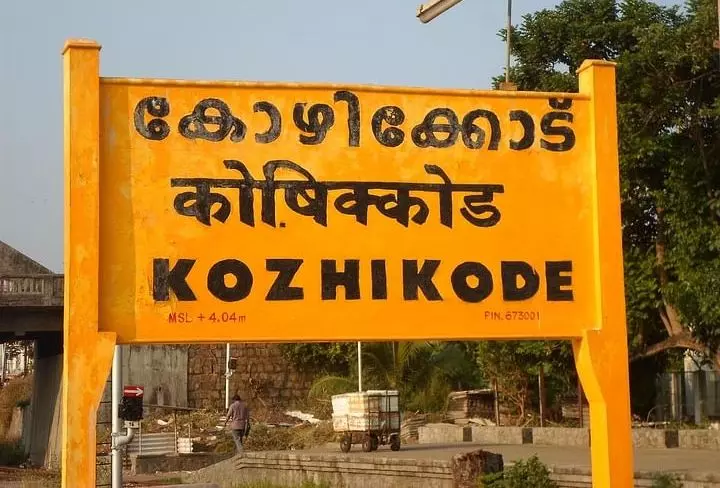 കോഴിക്കോട്
कोषिक्कोड
KOZHIKODE
MSL + 4.04m PIN. 673001